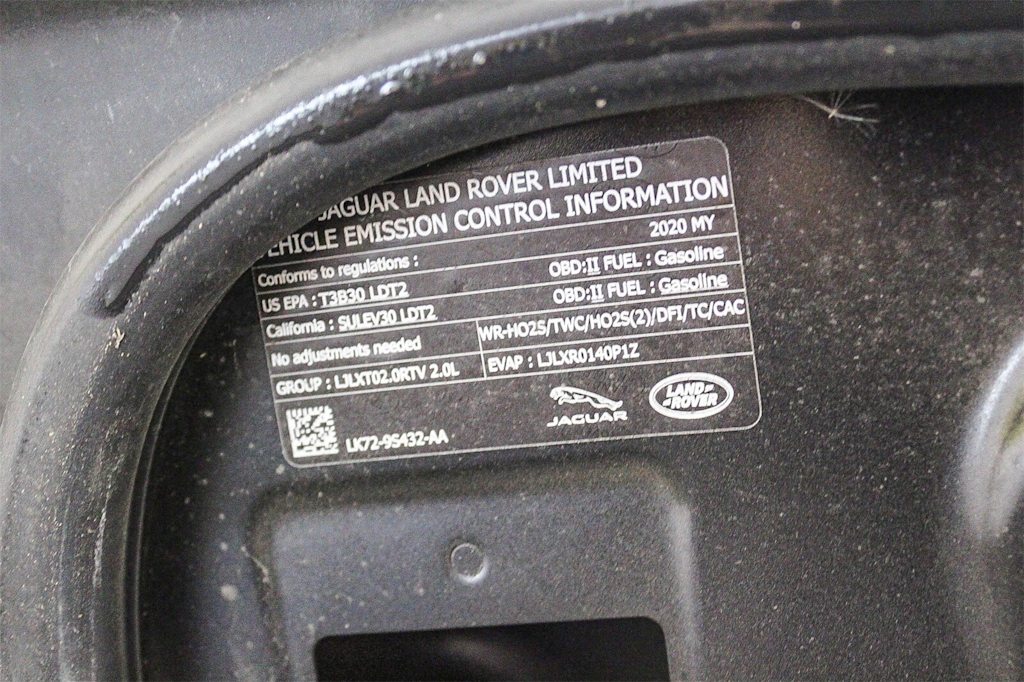 JAGUAR LAND ROVER LIMITED
VEHICLE EMISSION CONTROL INFORMATION
Conforms to regulations : 2020 MY
US EPA : T3B30 LDT2 OBD:II FUEL : Gasoline
California : SULEV30 LDT2 OBD:II FUEL : Gasoline
No adjustments needed WR-HO2S/TWC/HO2S(2)/DFI/TC/CAC
GROUP : LJLXT02.0RTV 2.0L EVAP : LJLXR0140P1Z
LK72-9S432-AA
JAGUAR
LAND
ROVER